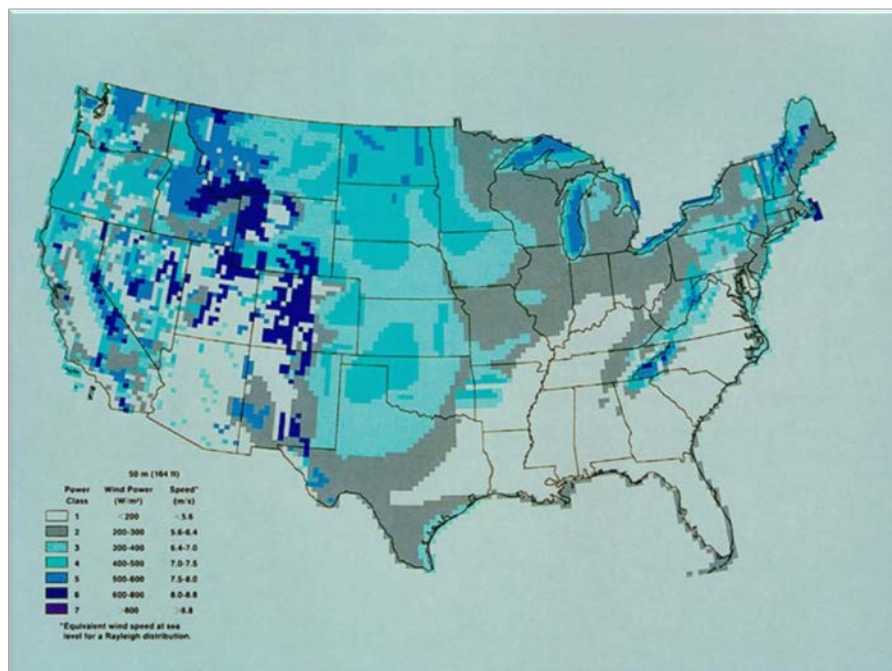 50 m (164 ft)
Power Wind Power Speed*
Class (W/m²) (m/s)
1 <200 <5.6
2 200-300 5.6-6.4
3 200-400 6.4-7.0
4 400-500 7.0-7.5
5 500-600 7.5-8.0
6 600-800 8.0-8.8
7 >800 >8.8
*Equivalent wind speed at sea
level for a Rayleigh distribution.